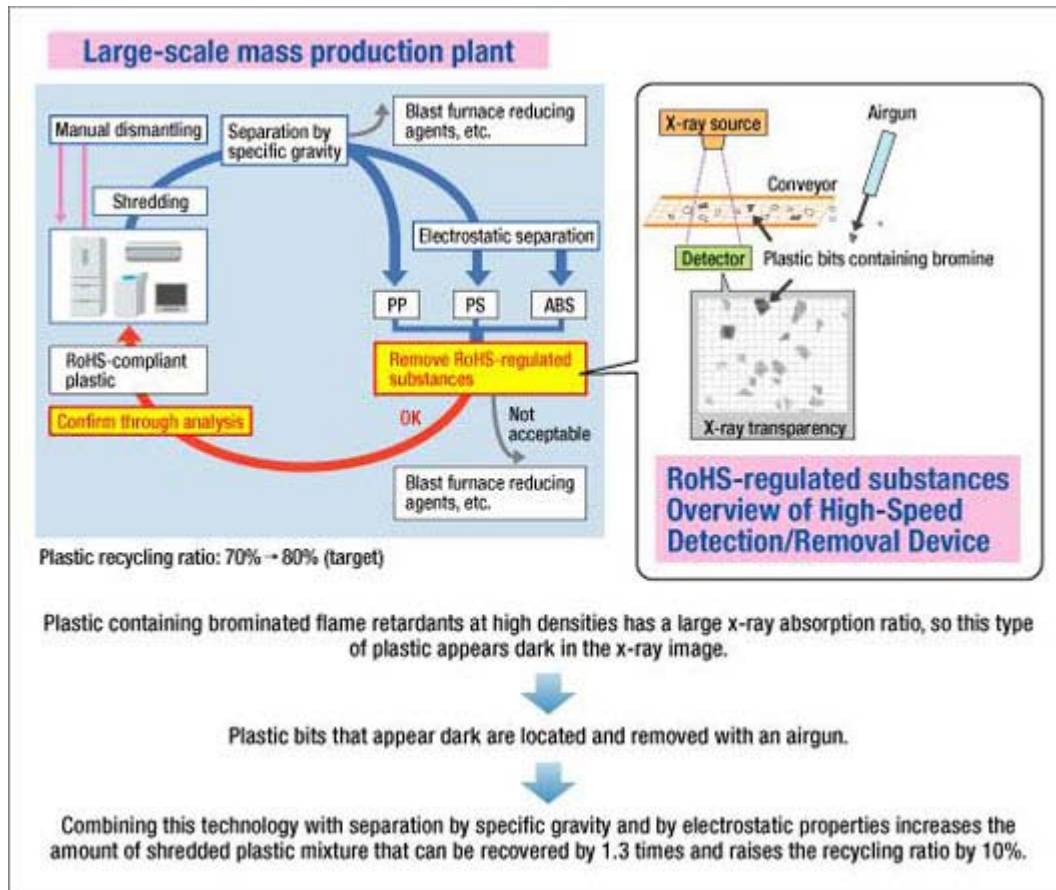 Large-scale mass production plant
Manual dismantling
Separation by
specific gravity
Blast furnace reducing
agents, etc.
Shredding
Electrostatic separation
PP
PS
ABS
RoHS-compliant
plastic
Remove RoHS-regulated
substances
Confirm through analysis
OK
Not
acceptable
Blast furnace reducing
agents, etc.
Plastic recycling ratio: 70%→80% (target)
X-ray source
Airgun
Conveyor
Detector
Plastic bits containing bromine
X-ray transparency
RoHS-regulated substances
Overview of High-Speed
Detection/Removal Device
Plastic containing brominated flame retardants at high densities has a large x-ray absorption ratio, so this type
of plastic appears dark in the x-ray image.
Plastic bits that appear dark are located and removed with an airgun.
Combining this technology with separation by specific gravity and by electrostatic properties increases the
amount of shredded plastic mixture that can be recovered by 1.3 times and raises the recycling ratio by 10%.